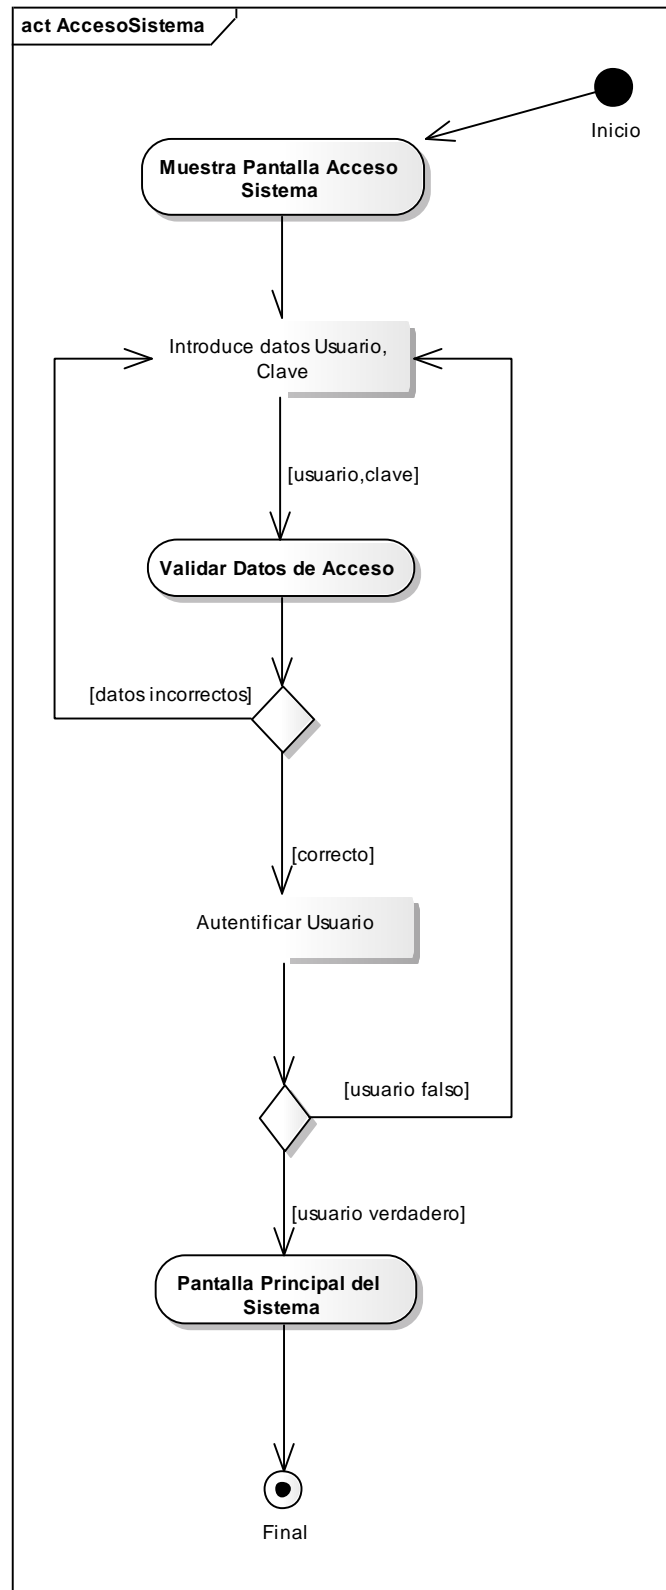 act AccesoSistema
Inicio
Muestra Pantalla Acceso
Sistema
Introduce datos Usuario,
Clave
[usuario,clave]
Validar Datos de Acceso
[datos incorrectos]
[correcto]
Autentificar Usuario
[usuario falso]
[usuario verdadero]
Pantalla Principal del
Sistema
Final